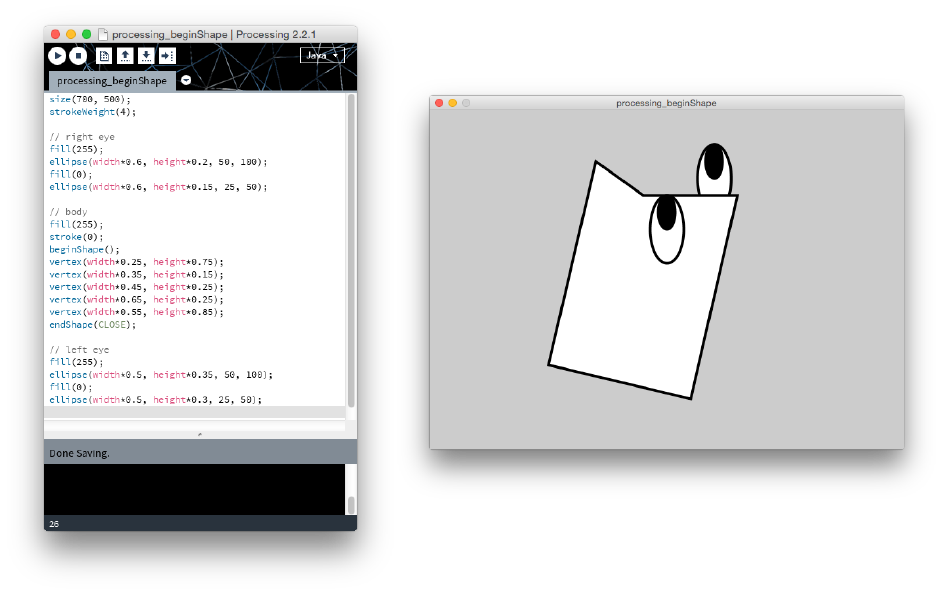 processing_beginShape | Processing 2.2.1
Java
processing_beginShape
size(700, 500);
strokeWeight(4);
// right eye
fill(255);
ellipse(width*0.6, height*0.2, 50, 100);
fill(0);
ellipse(width*0.6, height*0.15, 25, 50);
// body
fill(255);
stroke(0);
beginShape();
vertex(width*0.25, height*0.75);
vertex(width*0.35, height*0.15);
vertex(width*0.45, height*0.25);
vertex(width*0.65, height*0.25);
vertex(width*0.55, height*0.85);
endShape(CLOSE);
// left eye
fill(255);
ellipse(width*0.5, height*0.35, 50, 100);
fill(0);
ellipse(width*0.5, height*0.3, 25, 50);
Done Saving.
26
processing_beginShape